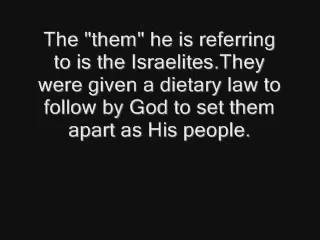 The "them" he is referring
to is the Israelites.They
were given a dietary law to
follow by God to set them
apart as His people.